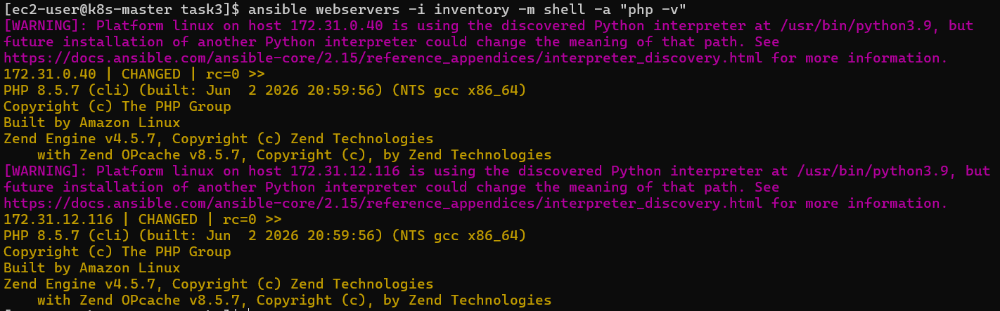 [ec2-user@k8s-master task3]$ ansible webservers -i inventory -m shell -a "php -v"
[WARNING]: Platform linux on host 172.31.0.40 is using the discovered Python interpreter at /usr/bin/python3.9, but
future installation of another Python interpreter could change the meaning of that path. See
https://docs.ansible.com/ansible-core/2.15/reference_appendices/interpreter_discovery.html for more information.
172.31.0.40 | CHANGED | rc=0 >>
PHP 8.5.7 (cli) (built: Jun  2 2026 20:59:56) (NTS gcc x86_64)
Copyright (c) The PHP Group
Built by Amazon Linux
Zend Engine v4.5.7, Copyright (c) Zend Technologies
    with Zend OPcache v8.5.7, Copyright (c), by Zend Technologies
[WARNING]: Platform linux on host 172.31.12.116 is using the discovered Python interpreter at /usr/bin/python3.9, but
future installation of another Python interpreter could change the meaning of that path. See
https://docs.ansible.com/ansible-core/2.15/reference_appendices/interpreter_discovery.html for more information.
172.31.12.116 | CHANGED | rc=0 >>
PHP 8.5.7 (cli) (built: Jun  2 2026 20:59:56) (NTS gcc x86_64)
Copyright (c) The PHP Group
Built by Amazon Linux
Zend Engine v4.5.7, Copyright (c) Zend Technologies
    with Zend OPcache v8.5.7, Copyright (c), by Zend Technologies